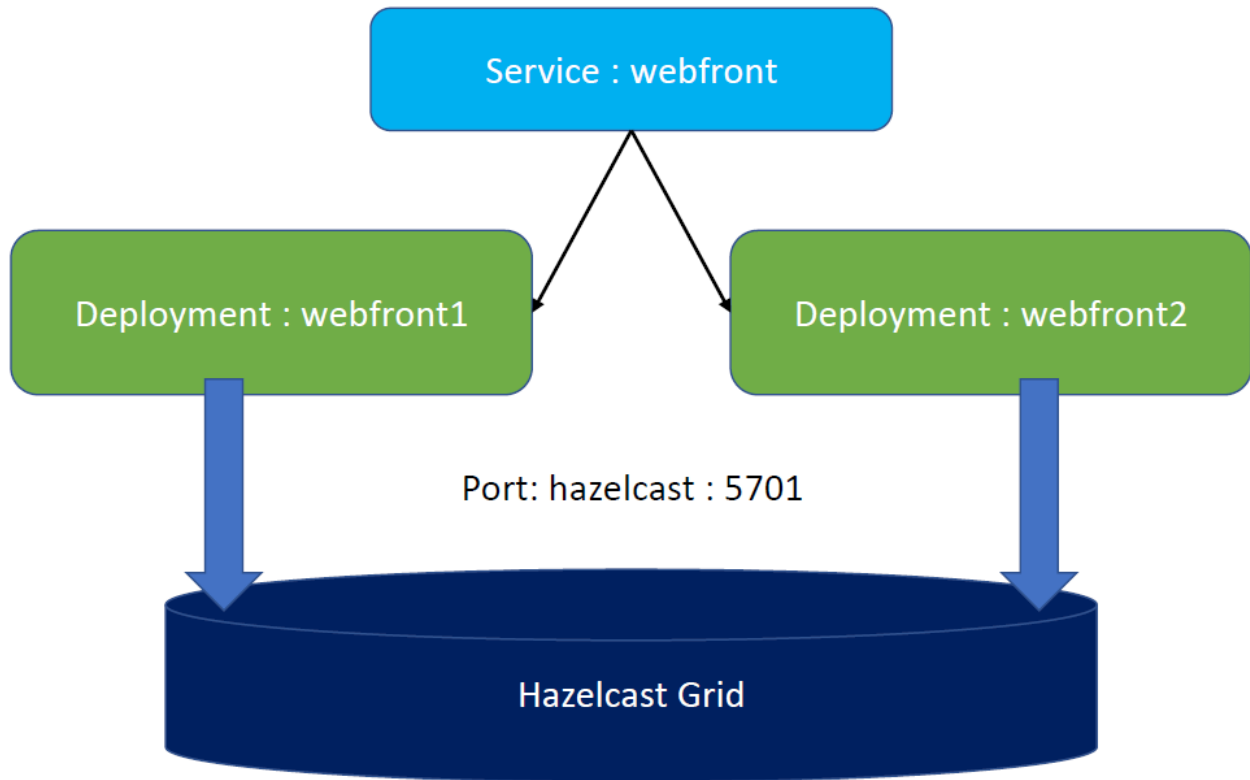 Service : webfront
Deployment : webfront1
Deployment : webfront2
Port: hazelcast : 5701
Hazelcast Grid